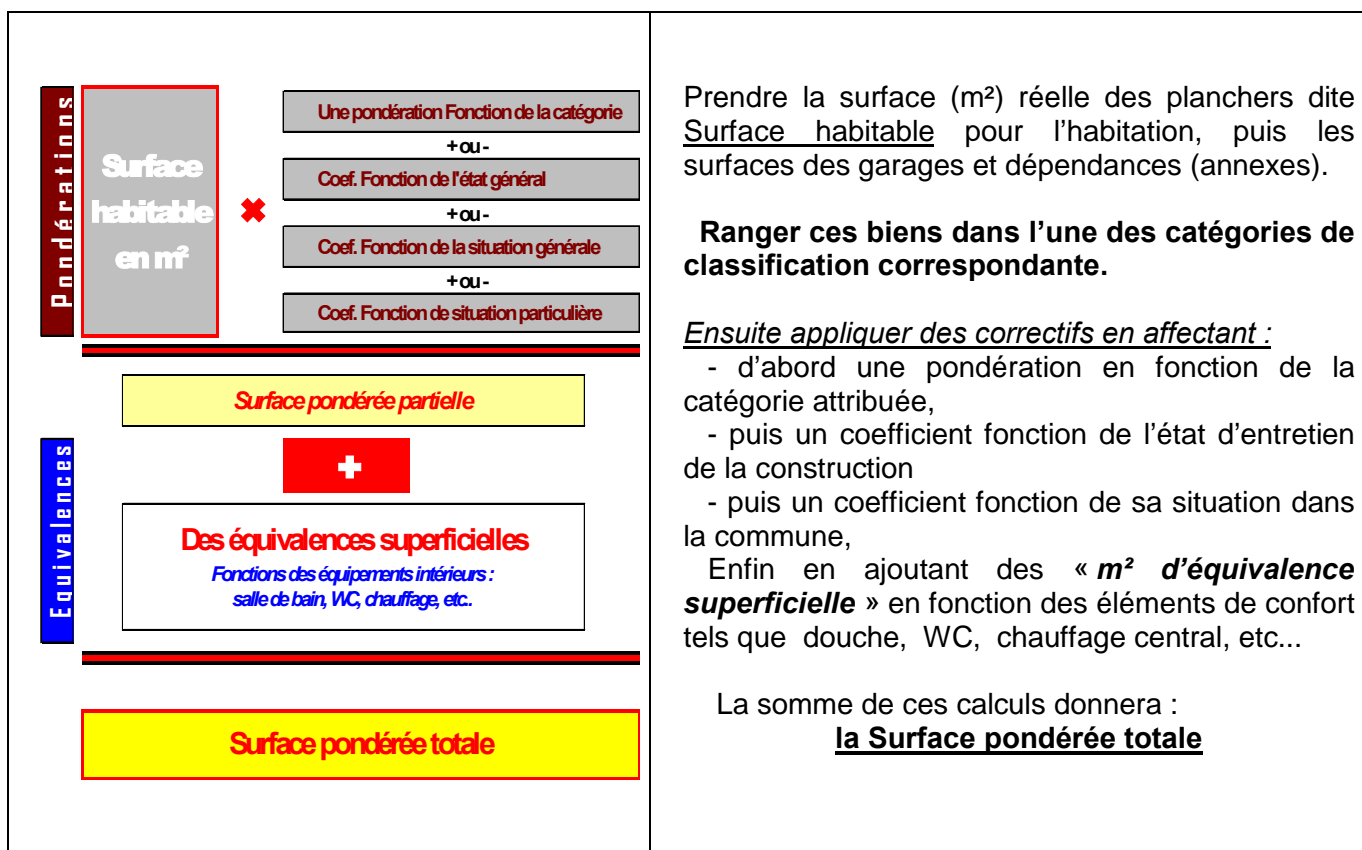 Pondérations
Surface
habitable
en m²
Une pondération Fonction de la catégorie
+ ou -
Coef. Fonction de l'état général
+ ou -
Coef. Fonction de la situation générale
+ ou -
Coef. Fonction de situation particulière
Surface pondérée partielle
Equivalences
Des équivalences superficielles
Fonctions des équipements intérieurs :
salle de bain, WC, chauffage, etc..
Surface pondérée totale
Prendre la surface (m²) réelle des planchers dite
Surface habitable pour l'habitation, puis les
surfaces des garages et dépendances (annexes).
Ranger ces biens dans l'une des catégories de
classification correspondante.
Ensuite appliquer des correctifs en affectant :
- d'abord une pondération en fonction de la
catégorie attribuée,
- puis un coefficient fonction de l'état d'entretien
de la construction
- puis un coefficient fonction de sa situation dans
la commune,
Enfin en ajoutant des « m² d'équivalence
superficielle » en fonction des éléments de confort
tels que douche, WC, chauffage central, etc...
La somme de ces calculs donnera :
la Surface pondérée totale